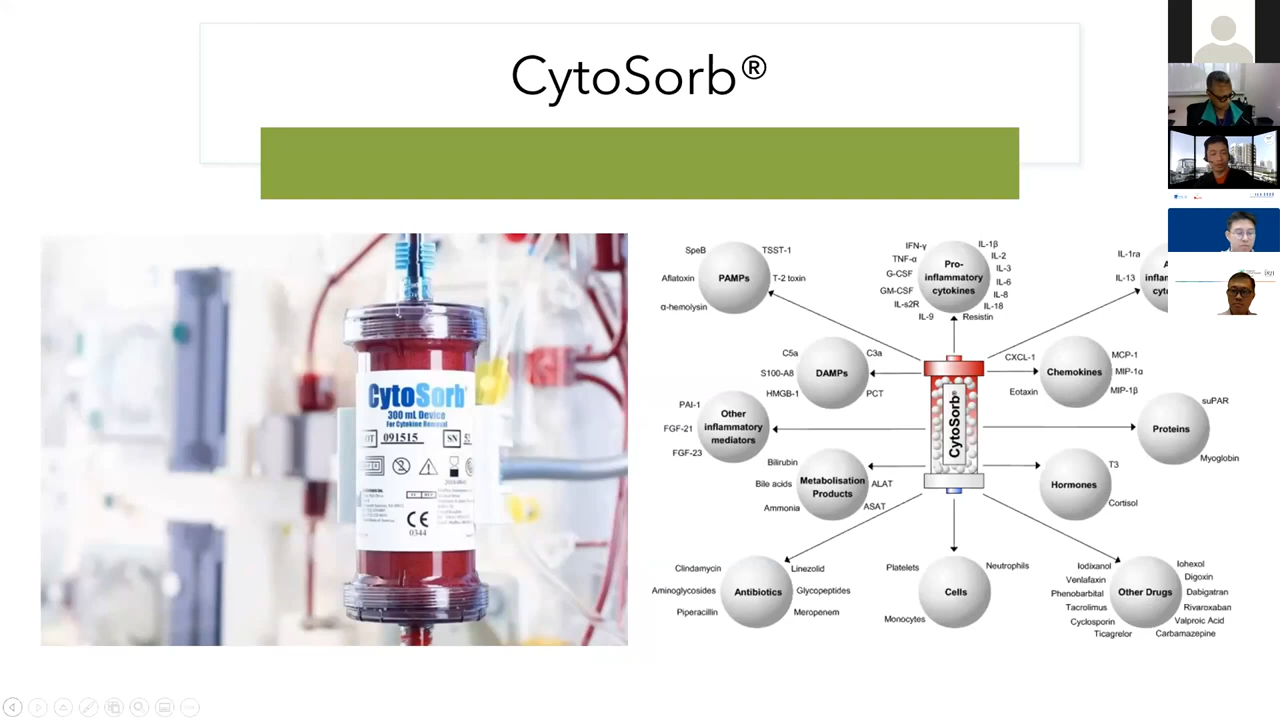 CytoSorb®
CytoSorb
300 mL Device
For Cytokine Removal
LOT 091515 SN
CE
0344
SpeB
TSST-1
Aflatoxin
PAMPs
T-2 toxin
α-hemolysin
IFN-γ
IL-1β
TNF-α
Pro-
inflammatory
cytokines
IL-2
G-CSF
IL-3
GM-CSF
IL-6
IL-s2R
IL-8
IL-9
IL-18
Resistin
IL-1ra
IL-13
C5a
C3a
S100-A8
DAMPs
HMGB-1
PCT
CXCL-1
MCP-1
Chemokines
MIP-1α
Eotaxin
MIP-1β
PAI-1
Other
inflammatory
mediators
FGF-21
FGF-23
CytoSorb®
suPAR
Proteins
Myoglobin
Bilirubin
Bile acids
Metabolisation
Products
ALAT
Ammonia
ASAT
T3
Hormones
Cortisol
Clindamycin
Linezolid
Aminoglycosides
Antibiotics
Glycopeptides
Piperacillin
Meropenem
Platelets
Neutrophils
Cells
Monocytes
Iodixanol
Iohexol
Venlafaxin
Digoxin
Phenobarbital
Other Drugs
Dabigatran
Tacrolimus
Rivaroxaban
Cyclosporin
Valproic Acid
Ticagrelor
Carbamazepine